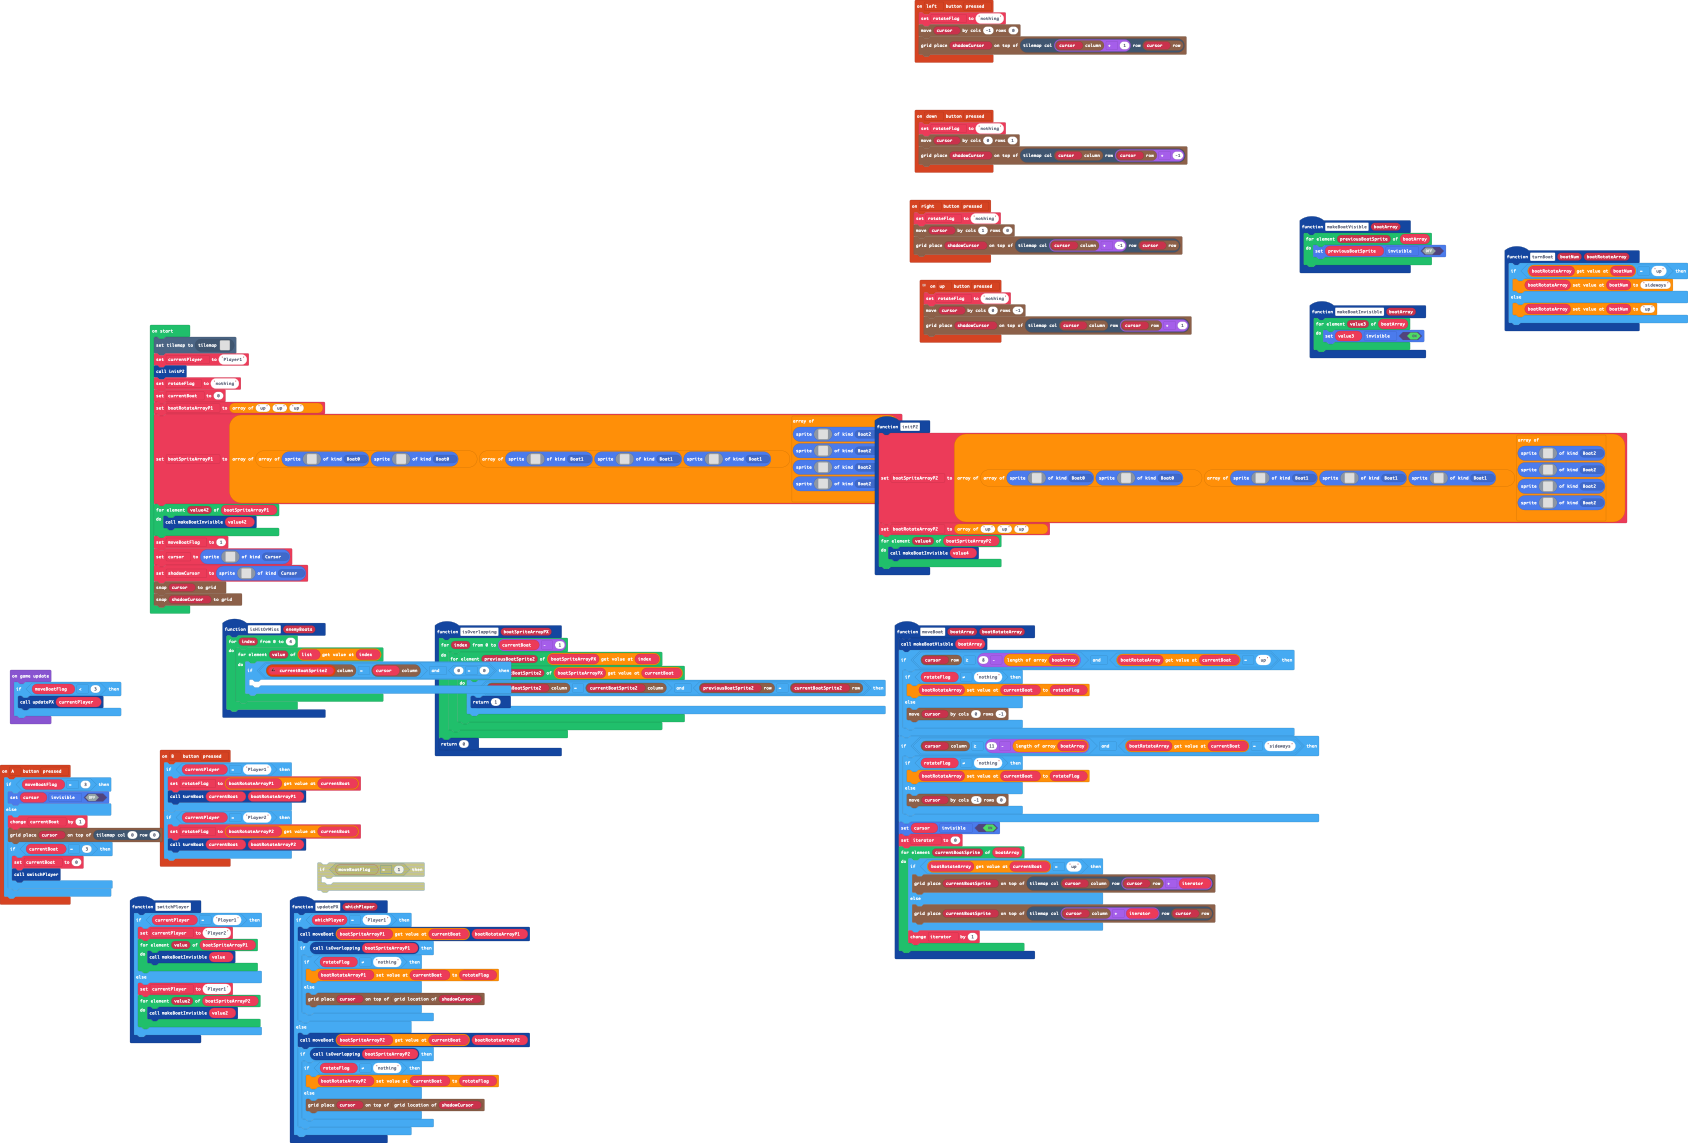 on left button pressed
set rotateFlag to "nothing"
move cursor by cols -1 rows 0
grid place shadowCursor on top of tilemap col cursor column + 1 row cursor row
on down button pressed
set rotateFlag to "nothing"
move cursor by cols 0 rows 1
grid place shadowCursor on top of tilemap col cursor column row cursor row + -1
on right button pressed
set rotateFlag to "nothing"
move cursor by cols 1 rows 0
grid place shadowCursor on top of tilemap col cursor column + -1 row cursor row
on up button pressed
set rotateFlag to "nothing"
move cursor by cols 0 rows -1
grid place shadowCursor on top of tilemap col cursor column row cursor row + 1
function makeBoatVisible boatArray
for element previousBoatSprite of boatArray
do set previousBoatSprite invisible OFF
function makeBoatInvisible boatArray
for element value3 of boatArray
do set value3 invisible ON
function turnBoat boatNum boatRotateArray
if boatRotateArray get value at boatNum = up then
boatRotateArray set value at boatNum to sideways
else
boatRotateArray set value at boatNum to up
on start
set tilemap to tilemap
set currentPlayer to "Player1"
call initP2
set rotateFlag to "nothing"
set currentBoat to 0
set boatRotateArrayP1 to array of up up up
array of
sprite of kind Boat2
sprite of kind Boat2
set boatSpriteArrayP1 to array of array of sprite of kind Boat0 sprite of kind Boat0 array of sprite of kind Boat1 sprite of kind Boat1 sprite of kind Boat1
sprite of kind Boat2
sprite of kind Boat2
for element value42 of boatSpriteArrayP1
do call makeBoatInvisible value42
set moveBoatFlag to 1
set cursor to sprite of kind Cursor
set shadowCursor to sprite of kind Cursor
snap cursor to grid
snap shadowCursor to grid
function initP2
array of
sprite of kind Boat2
sprite of kind Boat2
set boatSpriteArrayP2 to array of array of sprite of kind Boat0 sprite of kind Boat0 array of sprite of kind Boat1 sprite of kind Boat1 sprite of kind Boat1
sprite of kind Boat2
sprite of kind Boat2
set boatRotateArrayP2 to array of up up up
for element value4 of boatSpriteArrayP2
do call makeBoatInvisible value4
function isHitOrMiss enemyBoats
for index from 0 to 4
do for element value of list get value at index
do if currentBoatSprite2 column = cursor column and 0 = 0 then
function isOverlapping boatSpriteArrayPX
for index from 0 to currentBoat - 1
do for element previousBoatSprite2 of boatSpriteArrayPX get value at index
BoatSprite2 of boatSpriteArrayPX get value at currentBoat
do BoatSprite2 column = currentBoatSprite2 column and previousBoatSprite2 row = currentBoatSprite2 row then
return 1
return 0
function moveBoat boatArray boatRotateArray
call makeBoatVisible boatArray
if cursor row ≥ 8 - length of array boatArray and boatRotateArray get value at currentBoat = up then
if rotateFlag = "nothing" then
boatRotateArray set value at currentBoat to rotateFlag
else
move cursor by cols 0 rows -1
if cursor column ≥ 11 - length of array boatArray and boatRotateArray get value at currentBoat = sideways then
if rotateFlag = "nothing" then
boatRotateArray set value at currentBoat to rotateFlag
else
move cursor by cols -1 rows 0
set cursor invisible ON
set iterator to 0
for element currentBoatSprite of boatArray
do if boatRotateArray get value at currentBoat = up then
grid place currentBoatSprite on top of tilemap col cursor column row cursor row + iterator
else
grid place currentBoatSprite on top of tilemap col cursor column + iterator row cursor row
change iterator by 1
on game update
if moveBoatFlag < 3 then
call updatePX currentPlayer
on A button pressed
if moveBoatFlag = 3 then
set cursor invisible OFF
else
change currentBoat by 1
grid place cursor on top of tilemap col 0 row 0
if currentBoat = 3 then
set currentBoat to 0
call switchPlayer
on B button pressed
if currentPlayer = "Player1" then
set rotateFlag to boatRotateArrayP1 get value at currentBoat
call turnBoat currentBoat boatRotateArrayP1
if currentPlayer = "Player2" then
set rotateFlag to boatRotateArrayP2 get value at currentBoat
call turnBoat currentBoat boatRotateArrayP2
if moveBoatFlag = 1 then
function switchPlayer
if currentPlayer = "Player1" then
set currentPlayer to "Player2"
for element value of boatSpriteArrayP1
do call makeBoatInvisible value
else
set currentPlayer to "Player1"
for element value2 of boatSpriteArrayP2
do call makeBoatInvisible value2
function updatePX whichPlayer
if whichPlayer = "Player1" then
call moveBoat boatSpriteArrayP1 get value at currentBoat boatRotateArrayP1
if call isOverlapping boatSpriteArrayP1 then
if rotateFlag ≠ "nothing" then
boatRotateArrayP1 set value at currentBoat to rotateFlag
else
grid place cursor on top of grid location of shadowCursor
else
call moveBoat boatSpriteArrayP2 get value at currentBoat boatRotateArrayP2
if call isOverlapping boatSpriteArrayP2 then
if rotateFlag ≠ "nothing" then
boatRotateArrayP2 set value at currentBoat to rotateFlag
else
grid place cursor on top of grid location of shadowCursor